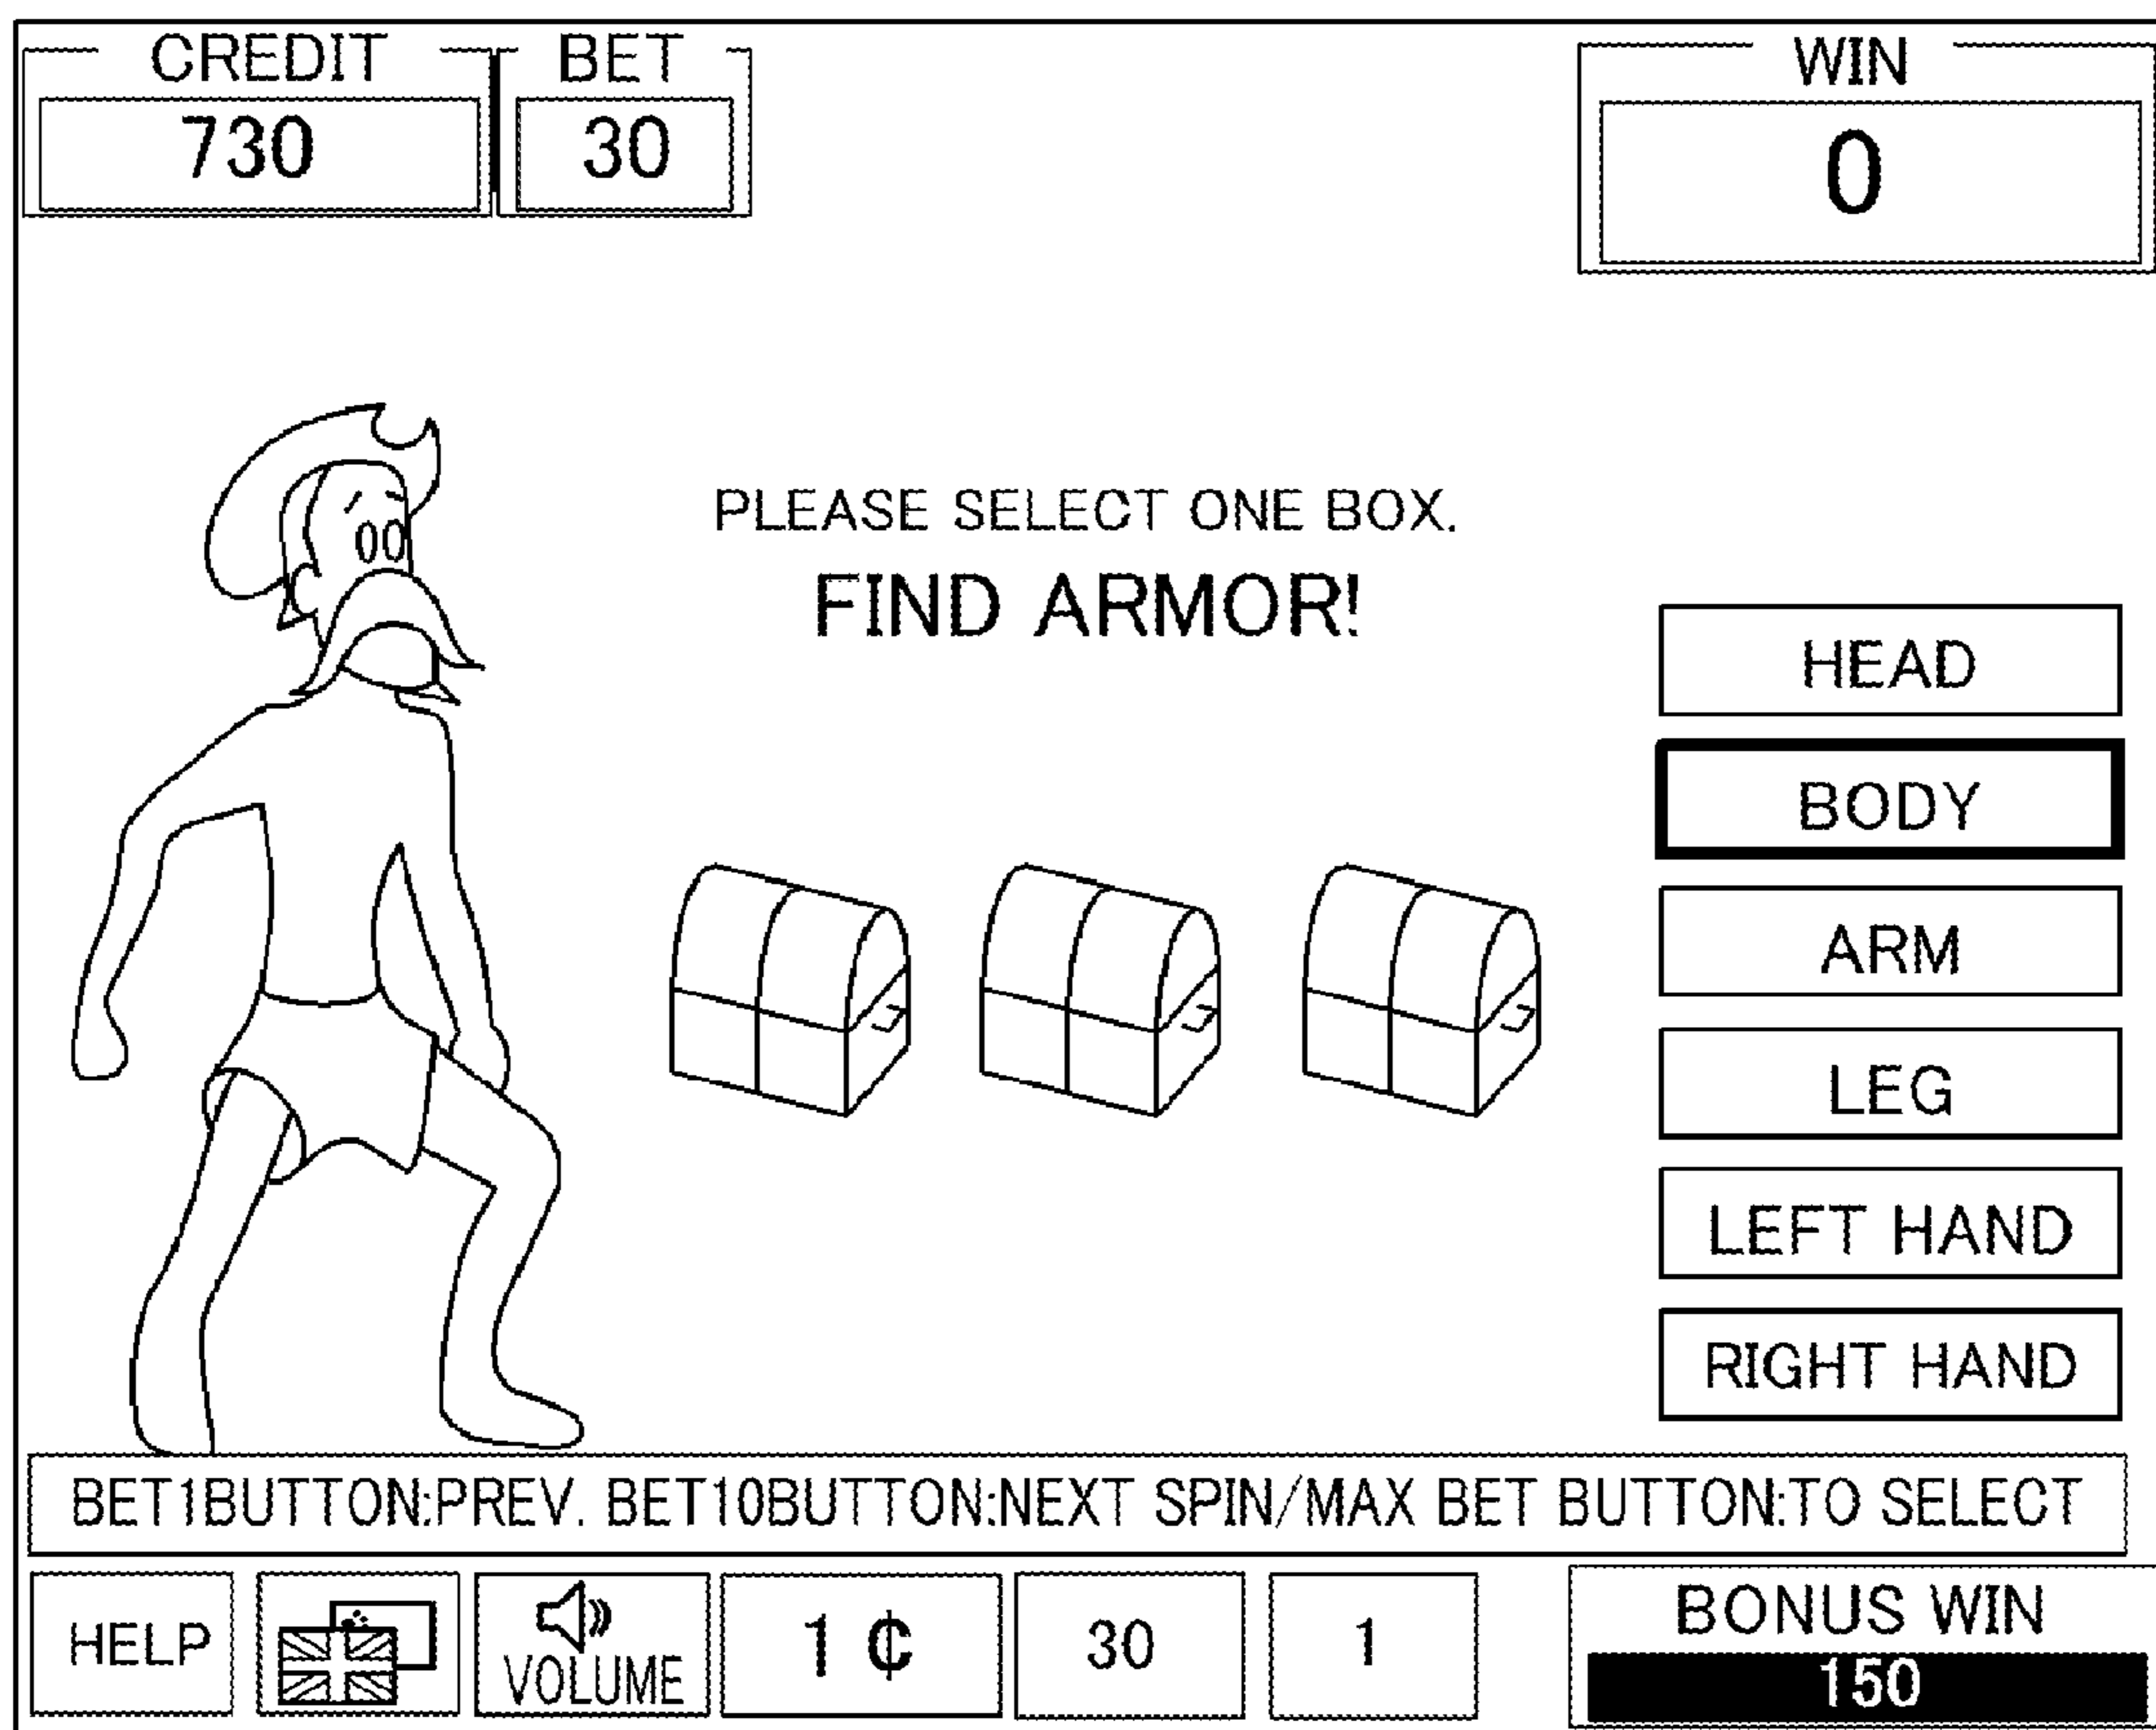 CREDIT
730
BET
30
WIN
0
PLEASE SELECT ONE BOX.
FIND ARMOR!
HEAD
BODY
ARM
LEG
LEFT HAND
RIGHT HAND
BET1BUTTON:PREV. BET10BUTTON:NEXT SPIN/MAX BET BUTTON:TO SELECT
HELP
VOLUME
1 ¢
30
1
BONUS WIN
150